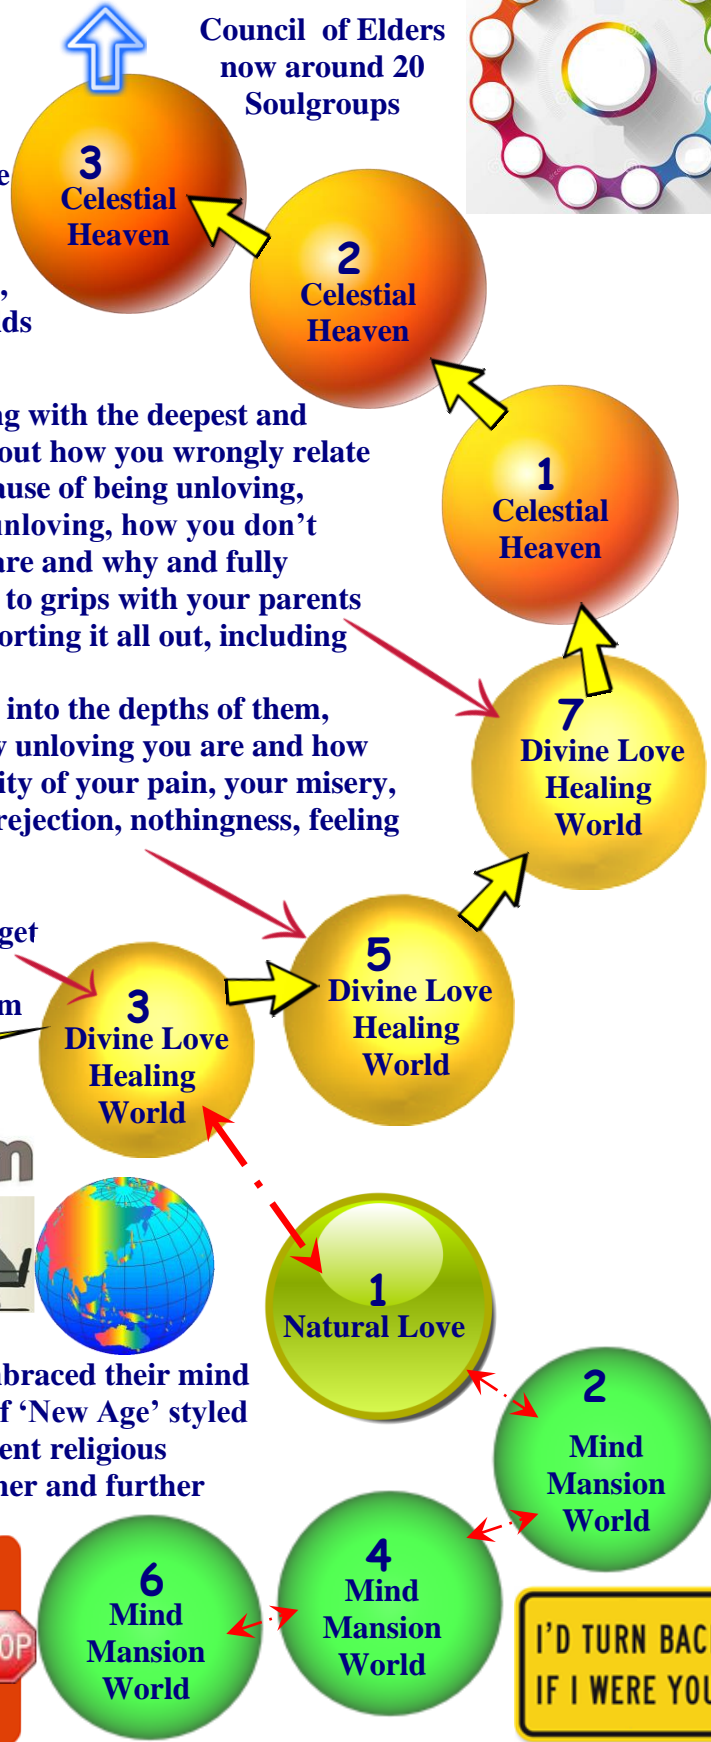 Council of Elders
now around 20
Soulgroups
3
Celestial
Heaven
2
Celestial
Heaven
1
Celestial
Heaven
ng with the deepest and
out how you wrongly relate
ause of being unloving,
unloving, how you don't
are and why and fully
to grips with your parents
orting it all out, including
7
Divine Love
Healing
World
into the depths of them,
unloving you are and how
ity of your pain, your misery,
rejection, nothingness, feeling
get
5
Divine Love
Healing
World
3
Divine Love
Healing
World
1
Natural Love
braced their mind
of 'New Age' styled
ent religious
her and further
2
Mind
Mansion
World
4
Mind
Mansion
World
6
Mind
Mansion
World
OP
I'D TURN BAC
IF I WERE YOU